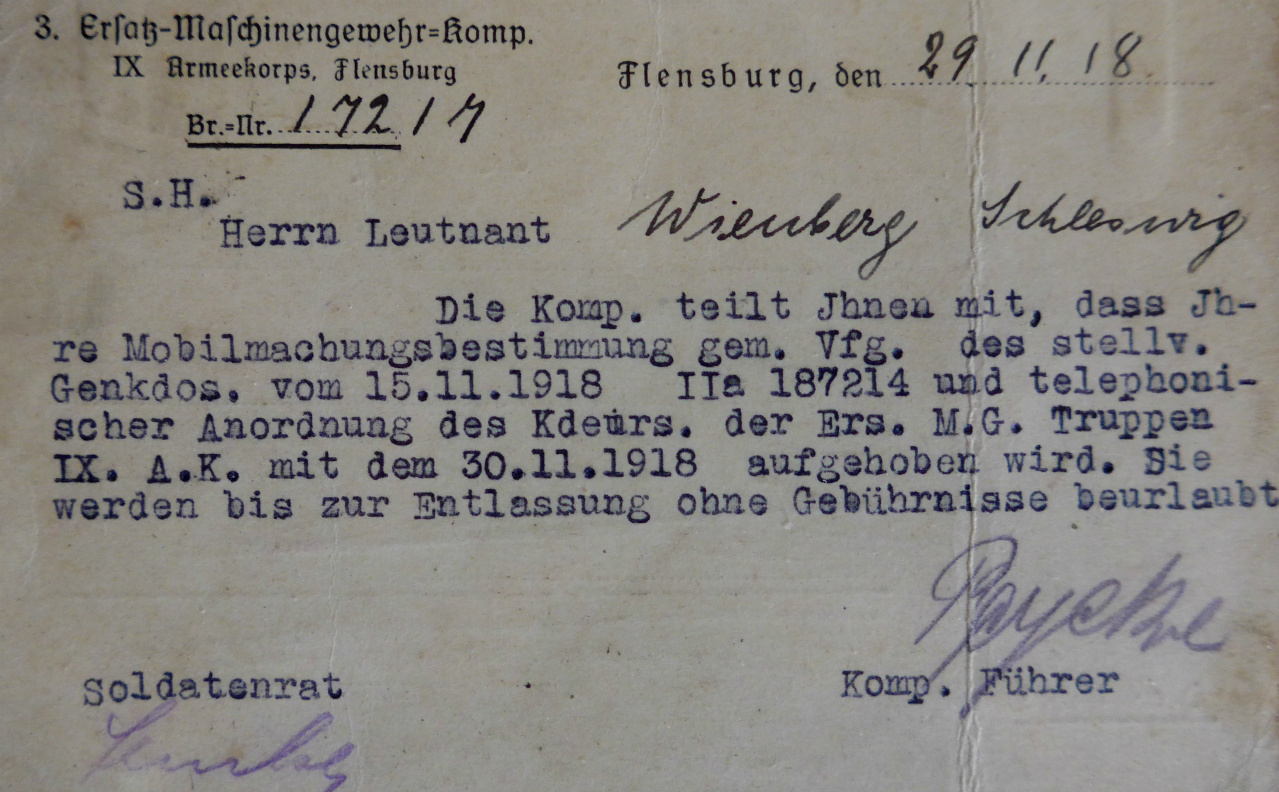 3. Ersatz-Maschinengewehr-Komp.
IX Armeekorps, Flensburg
Flensburg, den 29. 11. 18.
Br.-Nr. 17217
S.H.
Herrn Leutnant Wienberg Schleswig
Die Komp. teilt Jhnen mit, dass Jh-
re Mobilmachungsbestimmung gem. Vfg. des stellv.
Genkdos. vom 15.11.1918 IIa 187214 und telephoni-
scher Anordnung des Kdeurs. der Ers. M.G. Truppen
IX. A.K. mit dem 30.11.1918 aufgehoben wird. Sie
werden bis zur Entlassung ohne Gebührnisse beurlaubt
Soldatenrat
Komp. Führer